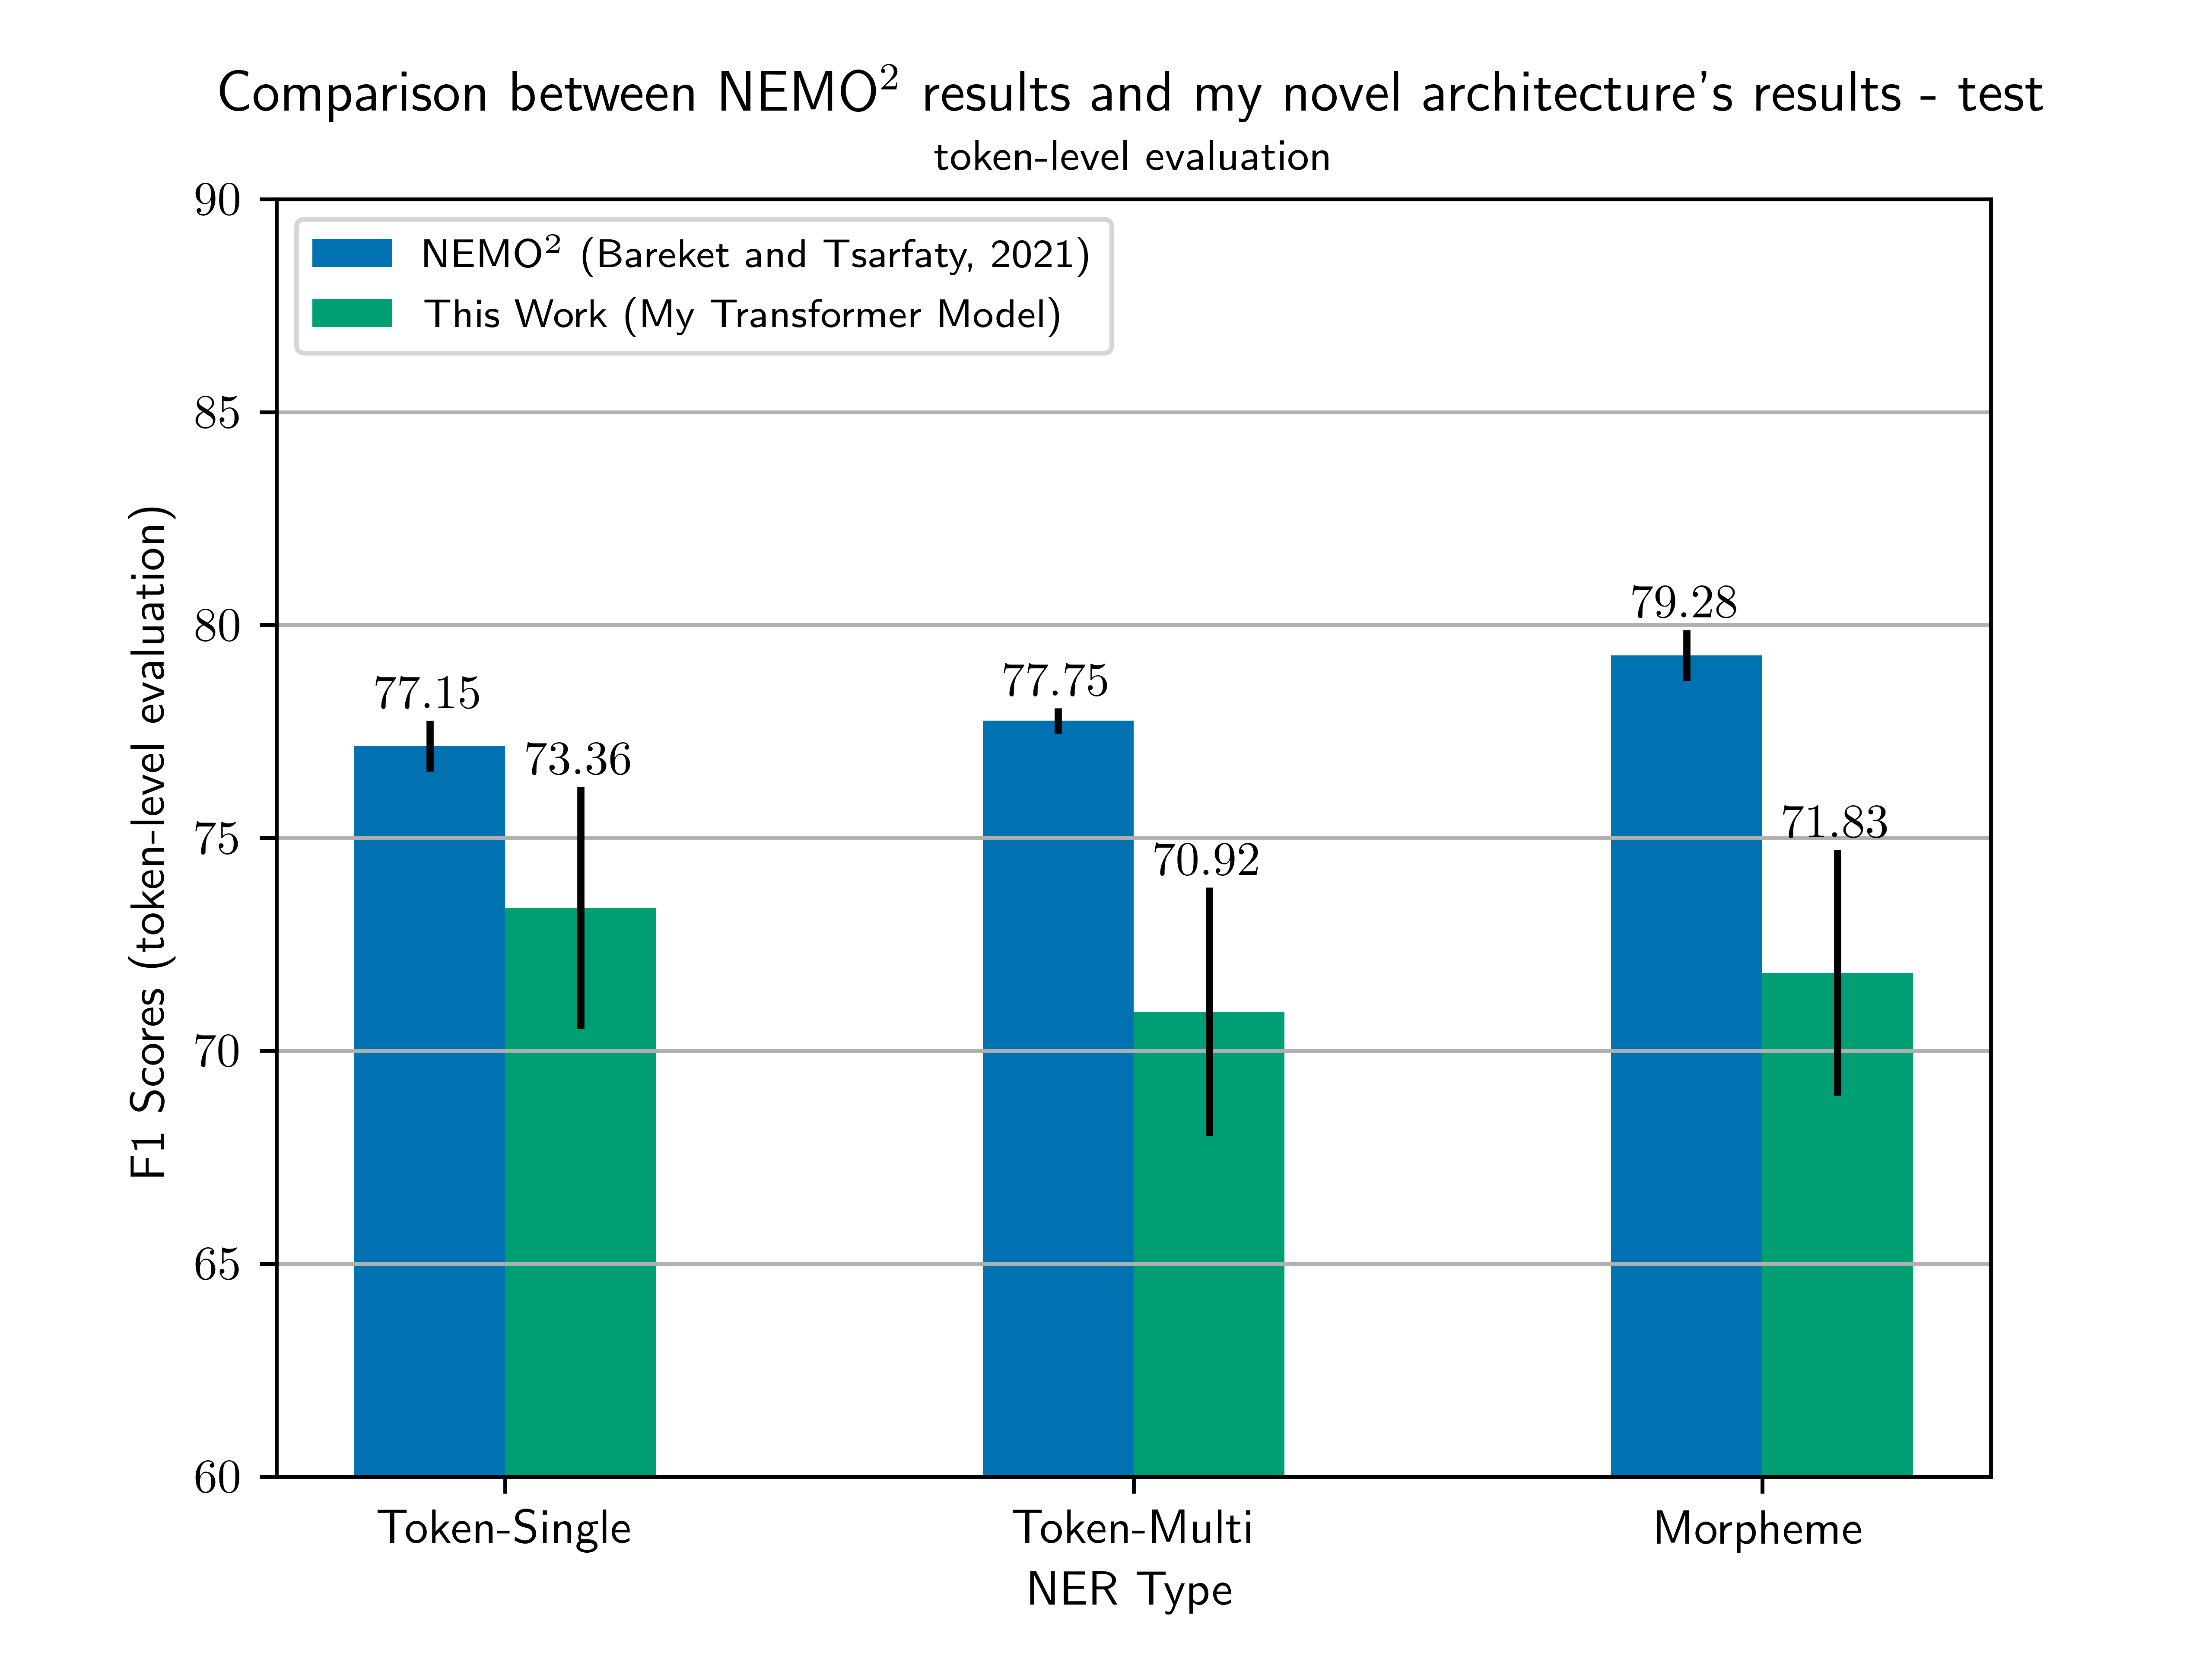 Comparison between NEMO² results and my novel architecture's results - test
token-level evaluation
NEMO² (Bareket and Tsarfaty, 2021)
This Work (My Transformer Model)
F1 Scores (token-level evaluation)
90
85
80
75
70
65
60
77.15
73.36
77.75
70.92
79.28
71.83
Token-Single
Token-Multi
Morpheme
NER Type